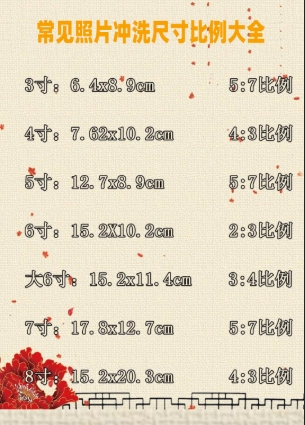 常见照片冲洗尺寸比例大全
3寸：6.4x8.9cm 5:7比例
4寸：7.62x10.2cm 4:3比例
5寸：12.7x8.9cm 5:7比例
6寸：15.2X10.2cm 2:3比例
大6寸：15.2x11.4cm 3:4比例
7寸：17.8x12.7cm 5:7比例
8寸：15.2x20.3cm 4:3比例